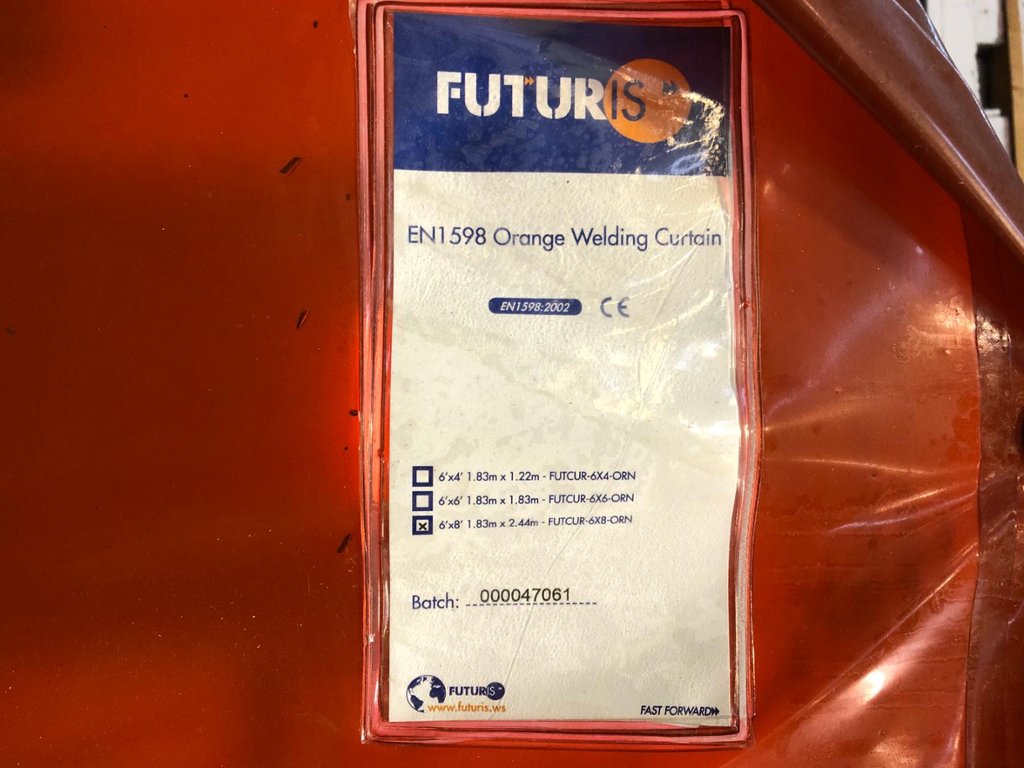 FUTURIS
EN1598 Orange Welding Curtain
EN1598:2002 CE
6'x4' 1.83m x 1.22m - FUTCUR-6X4-ORN
6'x6' 1.83m x 1.83m - FUTCUR-6X6-ORN
6'x8' 1.83m x 2.44m - FUTCUR-6X8-ORN
Batch: 000047061
FUTURIS
www.futuris.ws
FAST FORWARD